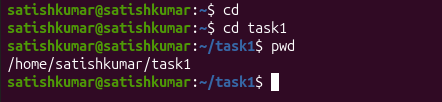 satishkumar@satishkumar:~$ cd
satishkumar@satishkumar:~$ cd task1
satishkumar@satishkumar:~/task1$ pwd
/home/satishkumar/task1
satishkumar@satishkumar:~/task1$